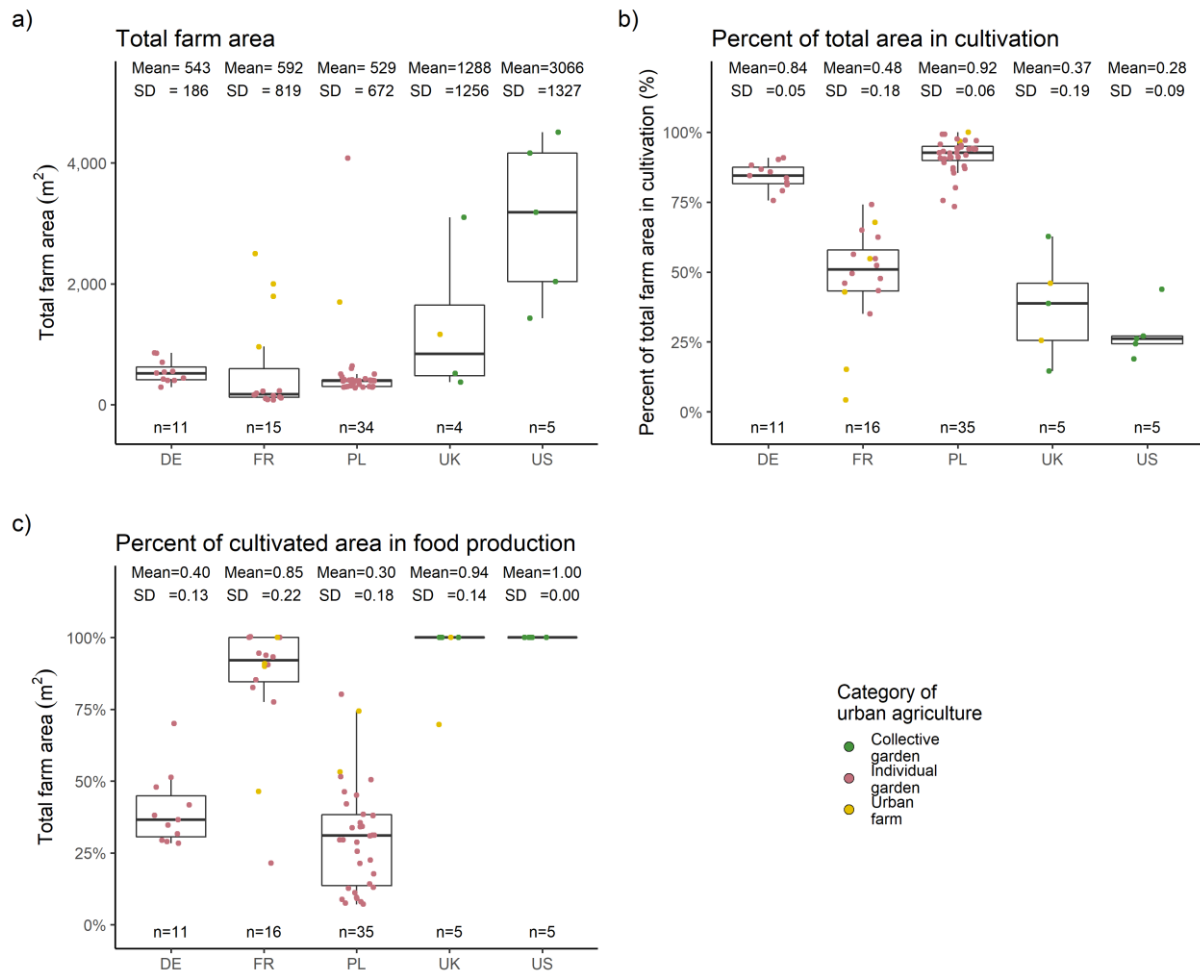 a)
Total farm area
Mean= 543 Mean= 592 Mean= 529 Mean=1288 Mean=3066
SD = 186 SD = 819 SD = 672 SD =1256 SD =1327
Total farm area (m²)
4,000
2,000
0
n=11 n=15 n=34 n=4 n=5
DE FR PL UK US
b)
Percent of total area in cultivation
Mean=0.84 Mean=0.48 Mean=0.92 Mean=0.37 Mean=0.28
SD =0.05 SD =0.18 SD =0.06 SD =0.19 SD =0.09
Percent of total farm area in cultivation (%)
100%
75%
50%
25%
0%
n=11 n=16 n=35 n=5 n=5
DE FR PL UK US
c)
Percent of cultivated area in food production
Mean=0.40 Mean=0.85 Mean=0.30 Mean=0.94 Mean=1.00
SD =0.13 SD =0.22 SD =0.18 SD =0.14 SD =0.00
Total farm area (m²)
100%
75%
50%
25%
0%
n=11 n=16 n=35 n=5 n=5
DE FR PL UK US
Category of
urban agriculture
Collective
garden
Individual
garden
Urban
farm